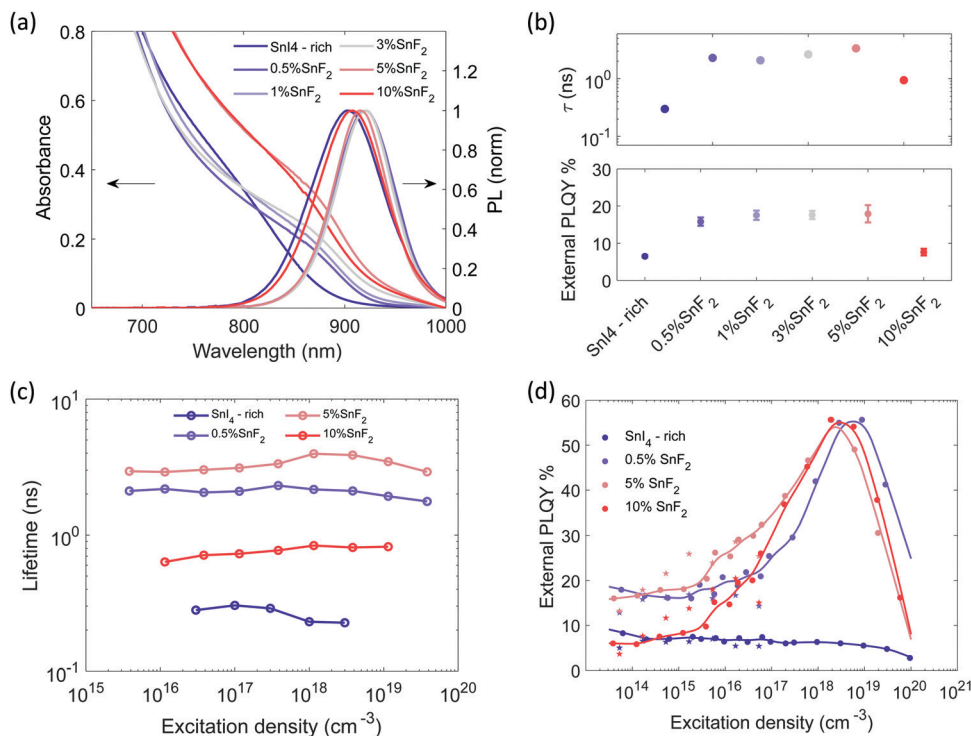 (a)
Absorbance
0.8
0.6
0.4
0.2
0
SnI4 - rich
0.5%SnF2
1%SnF2
3%SnF2
5%SnF2
10%SnF2
1.2
1
0.8
0.6
0.4
0.2
0
PL (norm)
700 800 900 1000
Wavelength (nm)
(b)
τ (ns)
10^0
10^-1
External PLQY %
30
20
10
0
SnI4 - rich
0.5%SnF2
1%SnF2
3%SnF2
5%SnF2
10%SnF2
(c)
Lifetime (ns)
10^1
10^0
10^-1
SnI4 - rich
0.5%SnF2
5%SnF2
10%SnF2
10^15 10^16 10^17 10^18 10^19 10^20
Excitation density (cm^-3)
(d)
External PLQY %
60
50
40
30
20
10
0
SnI4 - rich
0.5% SnF2
5% SnF2
10% SnF2
10^14 10^15 10^16 10^17 10^18 10^19 10^20 10^21
Excitation density (cm^-3)